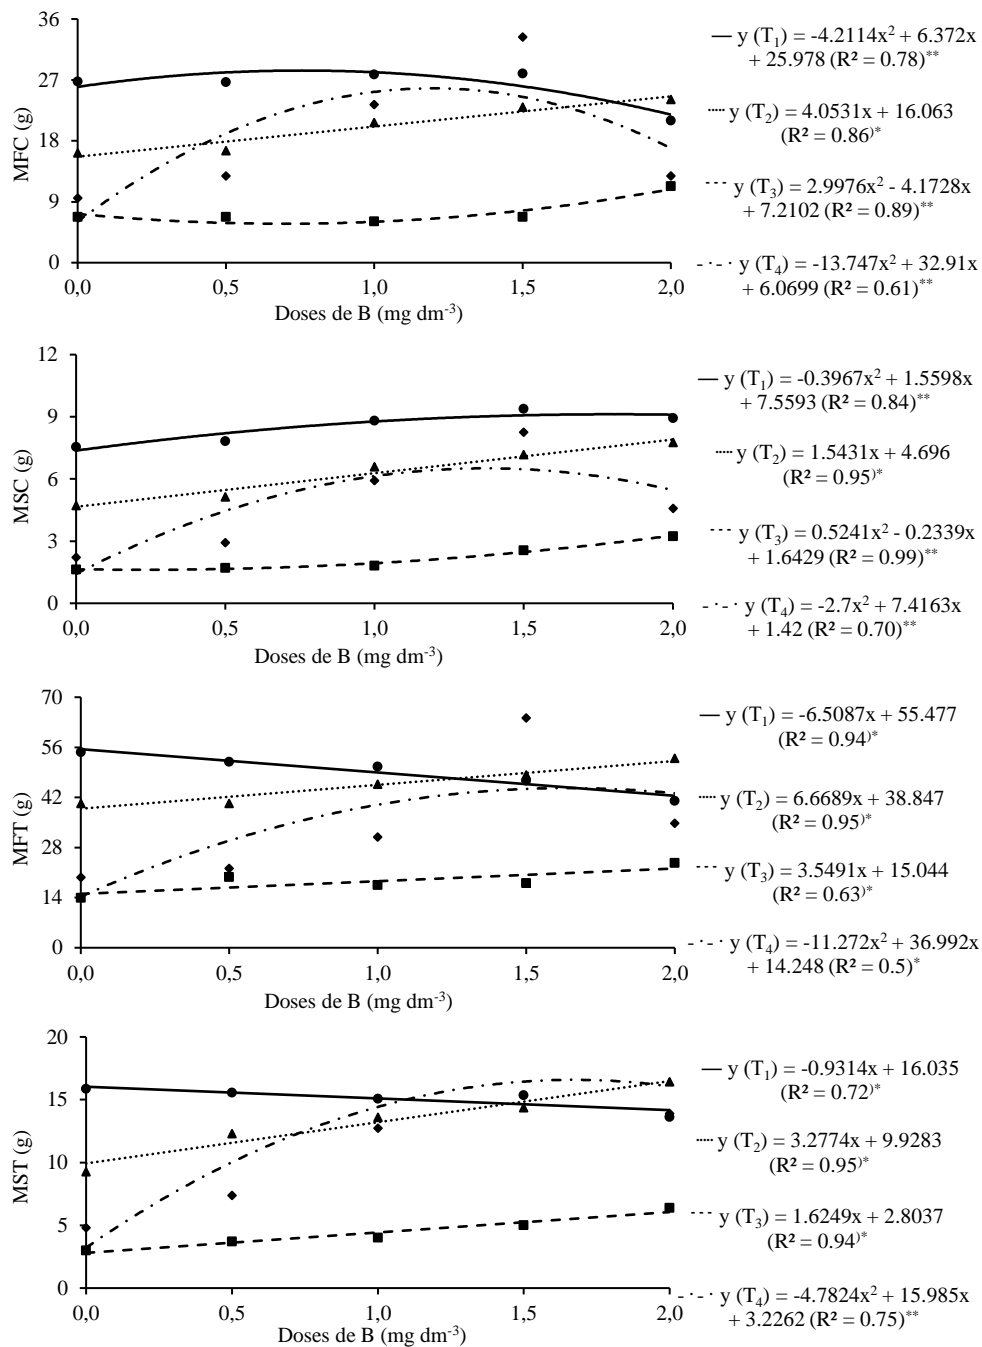 36
27
18
9
0
MFC (g)
0,0
0,5
1,0
1,5
2,0
Doses de B (mg dm⁻³)
y (T₁) = -4.2114x² + 6.372x
+ 25.978 (R² = 0.78)**
y (T₂) = 4.0531x + 16.063
(R² = 0.86)*
y (T₃) = 2.9976x² - 4.1728x
+ 7.2102 (R² = 0.89)**
y (T₄) = -13.747x² + 32.91x
+ 6.0699 (R² = 0.61)**
12
9
6
3
0
MSC (g)
0,0
0,5
1,0
1,5
2,0
Doses de B (mg dm⁻³)
y (T₁) = -0.3967x² + 1.5598x
+ 7.5593 (R² = 0.84)**
y (T₂) = 1.5431x + 4.696
(R² = 0.95)*
y (T₃) = 0.5241x² - 0.2339x
+ 1.6429 (R² = 0.99)**
y (T₄) = -2.7x² + 7.4163x
+ 1.42 (R² = 0.70)**
70
56
42
28
14
0
MFT (g)
0,0
0,5
1,0
1,5
2,0
Doses de B (mg dm⁻³)
y (T₁) = -6.5087x + 55.477
(R² = 0.94)*
y (T₂) = 6.6689x + 38.847
(R² = 0.95)*
y (T₃) = 3.5491x + 15.044
(R² = 0.63)*
y (T₄) = -11.272x² + 36.992x
+ 14.248 (R² = 0.5)*
20
15
10
5
0
MST (g)
0,0
0,5
1,0
1,5
2,0
Doses de B (mg dm⁻³)
y (T₁) = -0.9314x + 16.035
(R² = 0.72)*
y (T₂) = 3.2774x + 9.9283
(R² = 0.95)*
y (T₃) = 1.6249x + 2.8037
(R² = 0.94)*
y (T₄) = -4.7824x² + 15.985x
+ 3.2262 (R² = 0.75)**